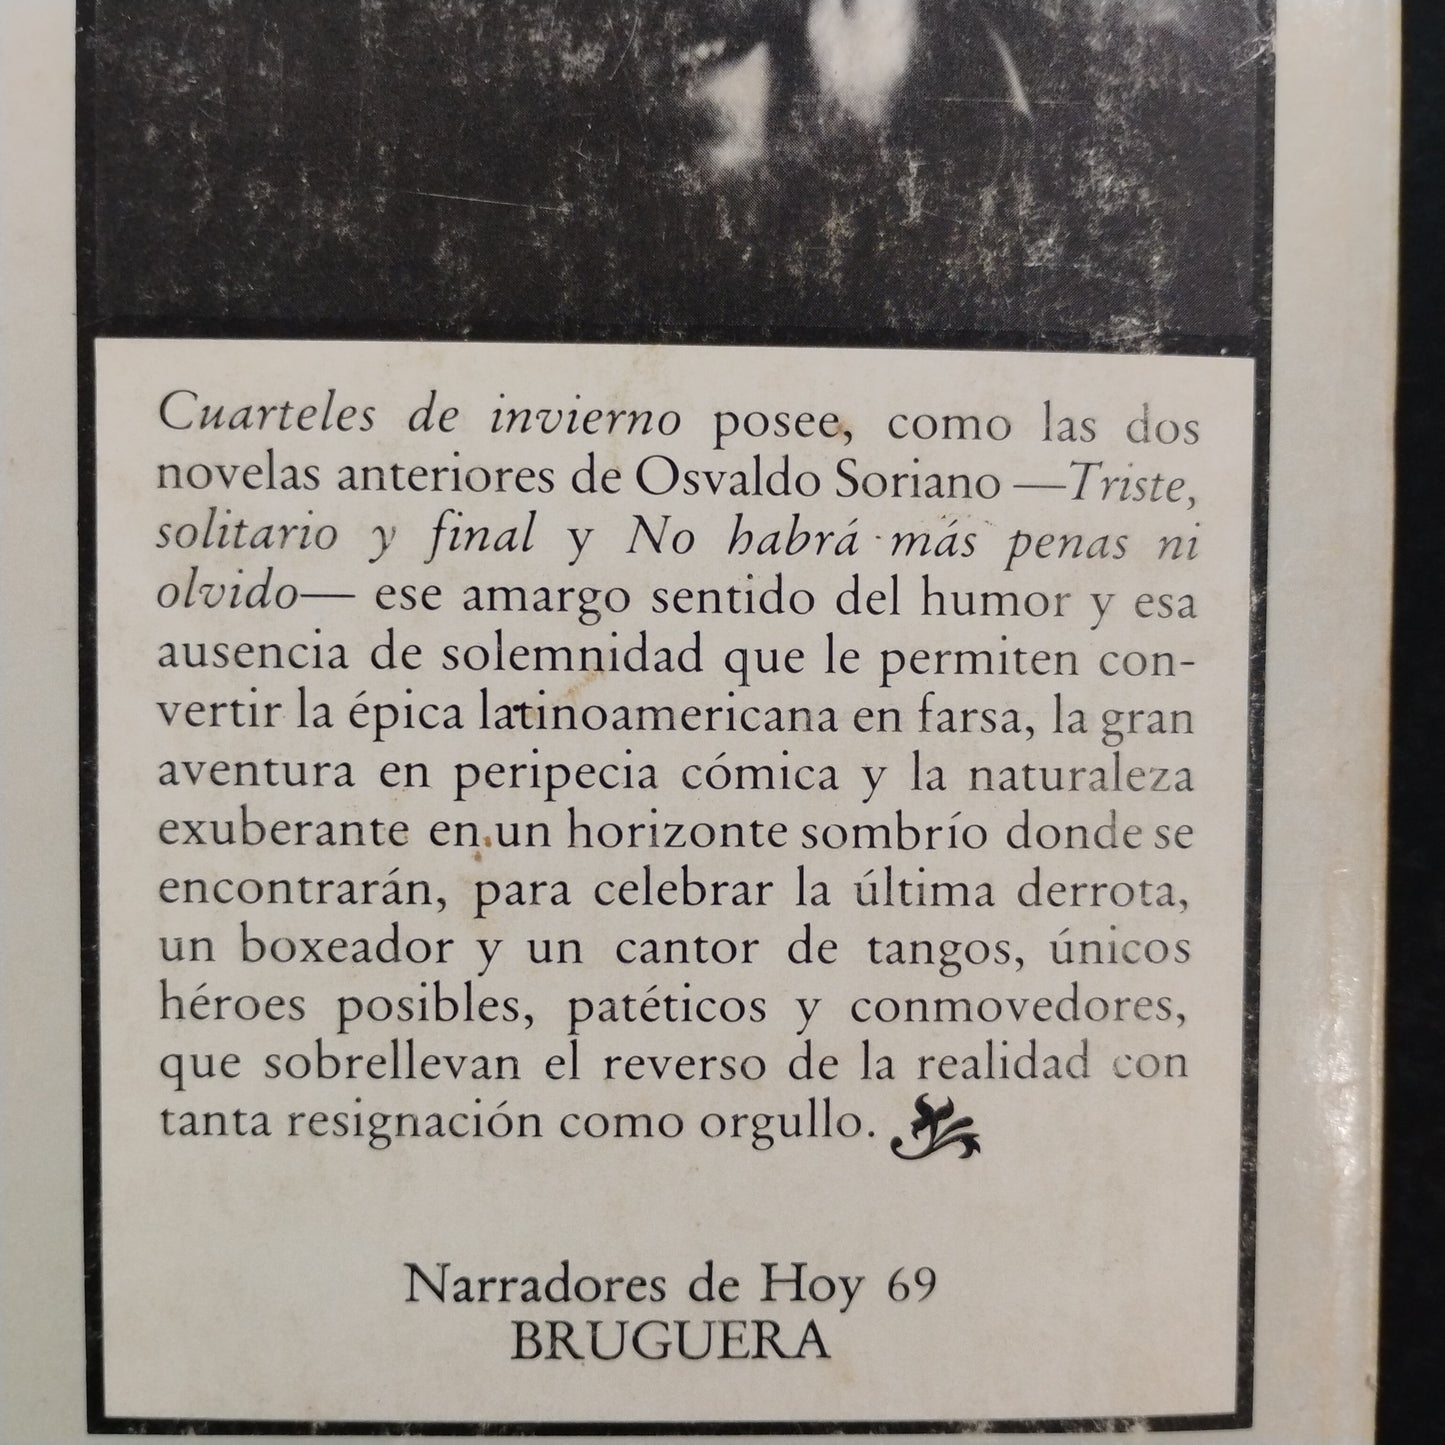 Cuarteles de invierno posee, como las dos
novelas anteriores de Osvaldo Soriano —Triste,
solitario y final y No habrá más penas ni
olvido— ese amargo sentido del humor y esa
ausencia de solemnidad que le permiten con-
vertir la épica latinoamericana en farsa, la gran
aventura en peripecia cómica y la naturaleza
exuberante en un horizonte sombrío donde se
encontrarán, para celebrar la última derrota,
un boxeador y un cantor de tangos, únicos
héroes posibles, patéticos y conmovedores,
que sobrellevan el reverso de la realidad con
tanta resignación como orgullo.
Narradores de Hoy 69
BRUGUERA